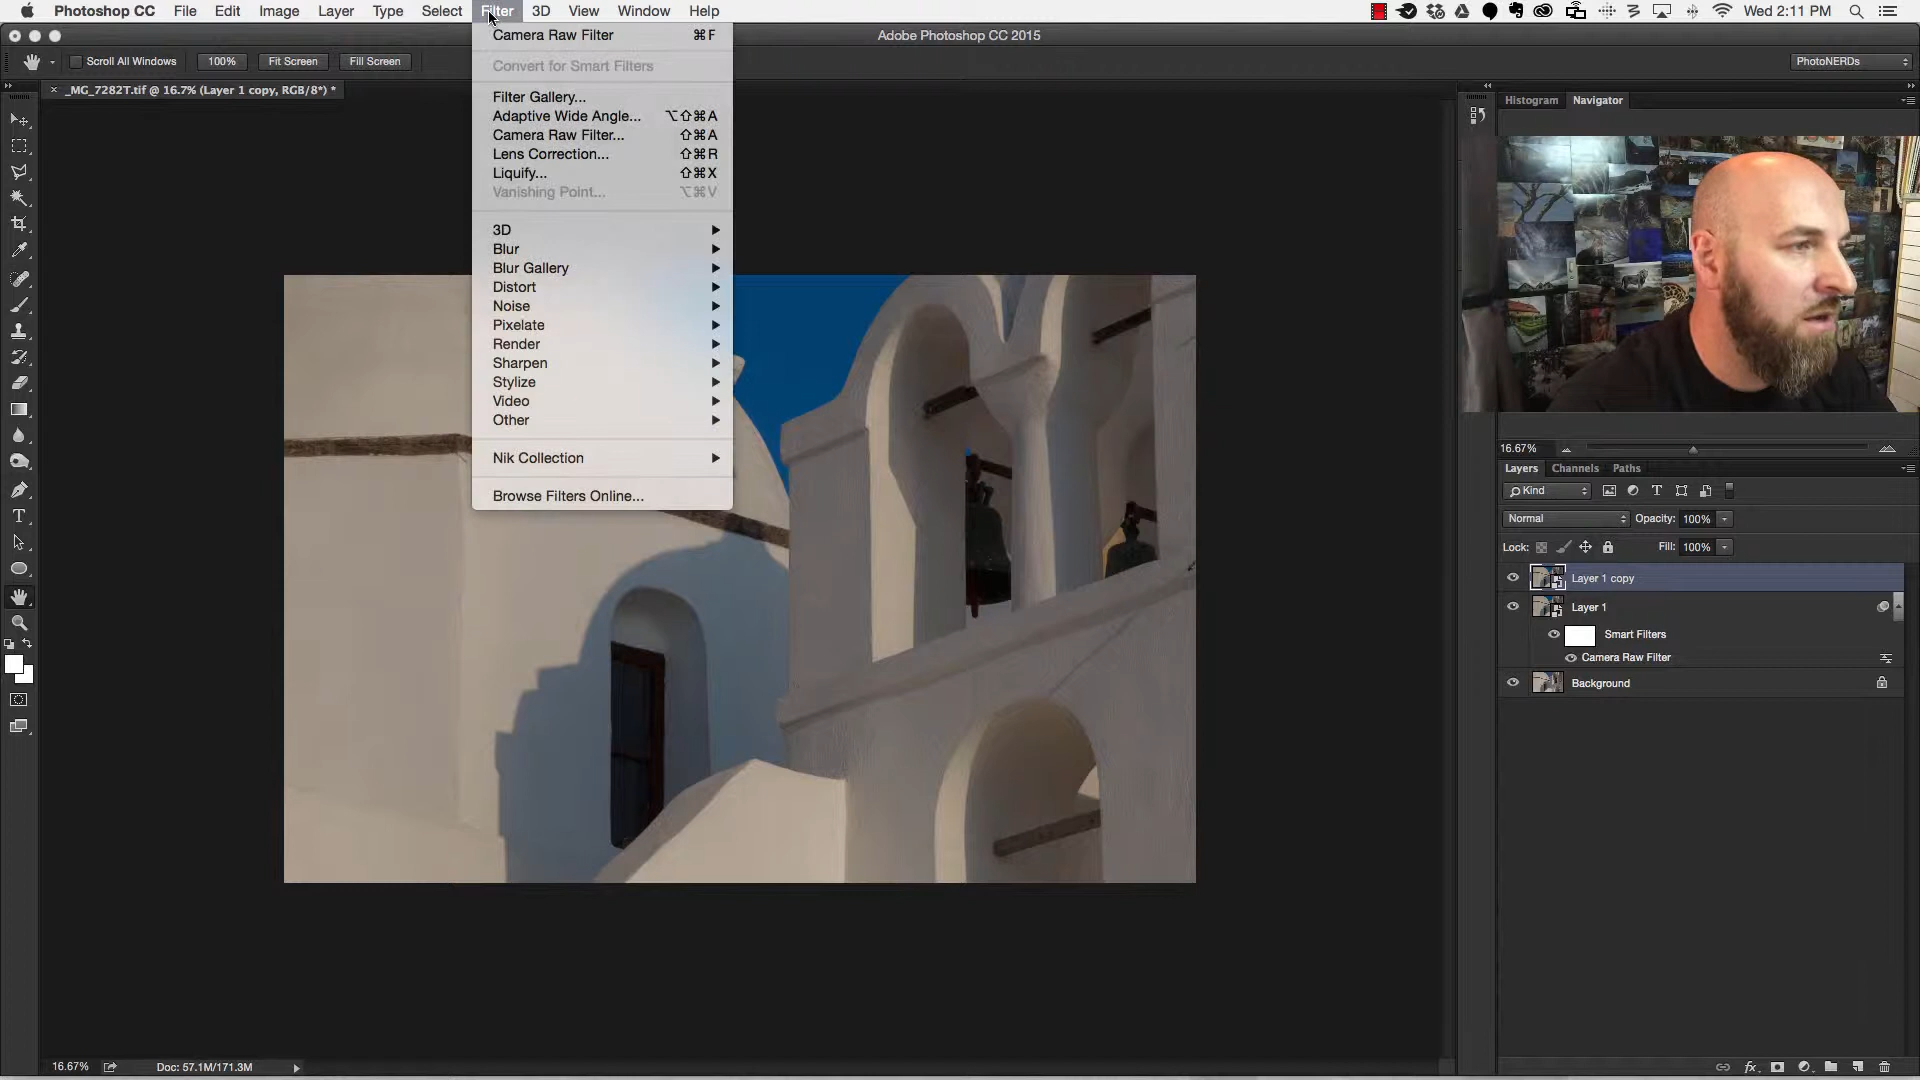 Photoshop CC File Edit Image Layer Type Select Filter 3D View Window Help Wed 2:11 PM
Adobe Photoshop CC 2015
Camera Raw Filter ⌘F
Convert for Smart Filters
Filter Gallery...
Adaptive Wide Angle... ⌥⇧⌘A
Camera Raw Filter... ⇧⌘A
Lens Correction... ⇧⌘R
Liquify... ⇧⌘X
Vanishing Point... ⌥⌘V
3D
Blur
Blur Gallery
Distort
Noise
Pixelate
Render
Sharpen
Stylize
Video
Other
Nik Collection
Browse Filters Online...
Scroll All Windows 100% Fit Screen Fill Screen PhotoNERDs
_MG_7282T.tif @ 16.7% (Layer 1 copy, RGB/8*) *
Histogram Navigator
16.67%
Layers Channels Paths
Kind
Normal Opacity: 100%
Lock: Fill: 100%
Layer 1 copy
Layer 1
Smart Filters
Camera Raw Filter
Background
16.67% Doc: 57.1M/171.3M